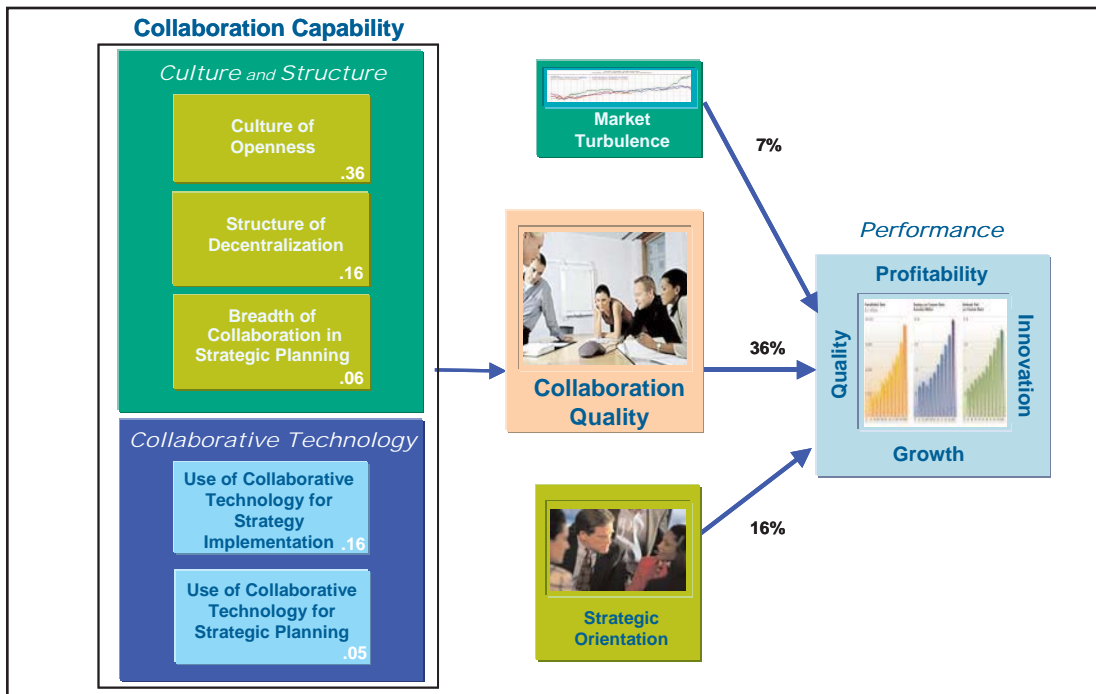 Collaboration Capability
Culture and Structure
Culture of
Openness
.36
Structure of
Decentralization
.16
Breadth of
Collaboration in
Strategic Planning
.06
Collaborative Technology
Use of Collaborative
Technology for
Strategy
Implementation
.16
Use of Collaborative
Technology for
Strategic Planning
.05
Market
Turbulence
7%
Collaboration
Quality
36%
Strategic
Orientation
16%
Performance
Profitability
Quality
Innovation
Growth